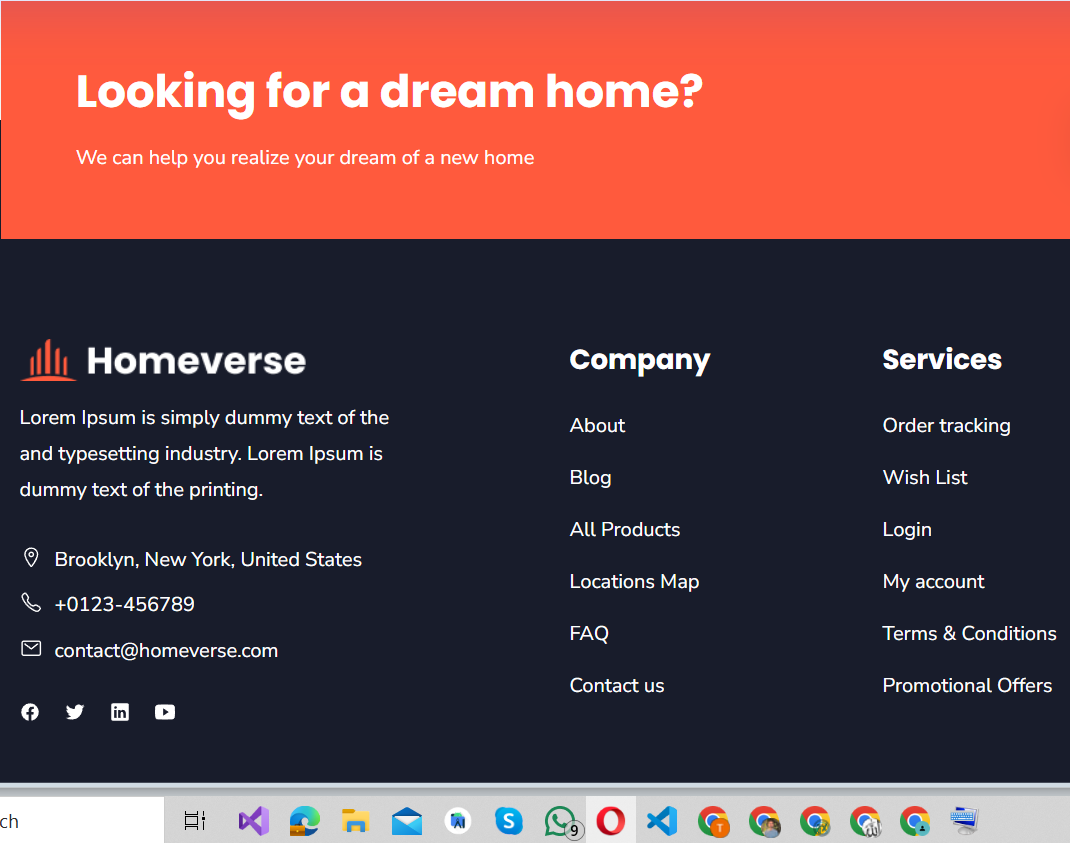 Looking for a dream home?
We can help you realize your dream of a new home
Homeverse
Lorem Ipsum is simply dummy text of the
and typesetting industry. Lorem Ipsum is
dummy text of the printing.
Brooklyn, New York, United States
+0123-456789
contact@homeverse.com
Company
About
Blog
All Products
Locations Map
FAQ
Contact us
Services
Order tracking
Wish List
Login
My account
Terms & Conditions
Promotional Offers
ch
9
T